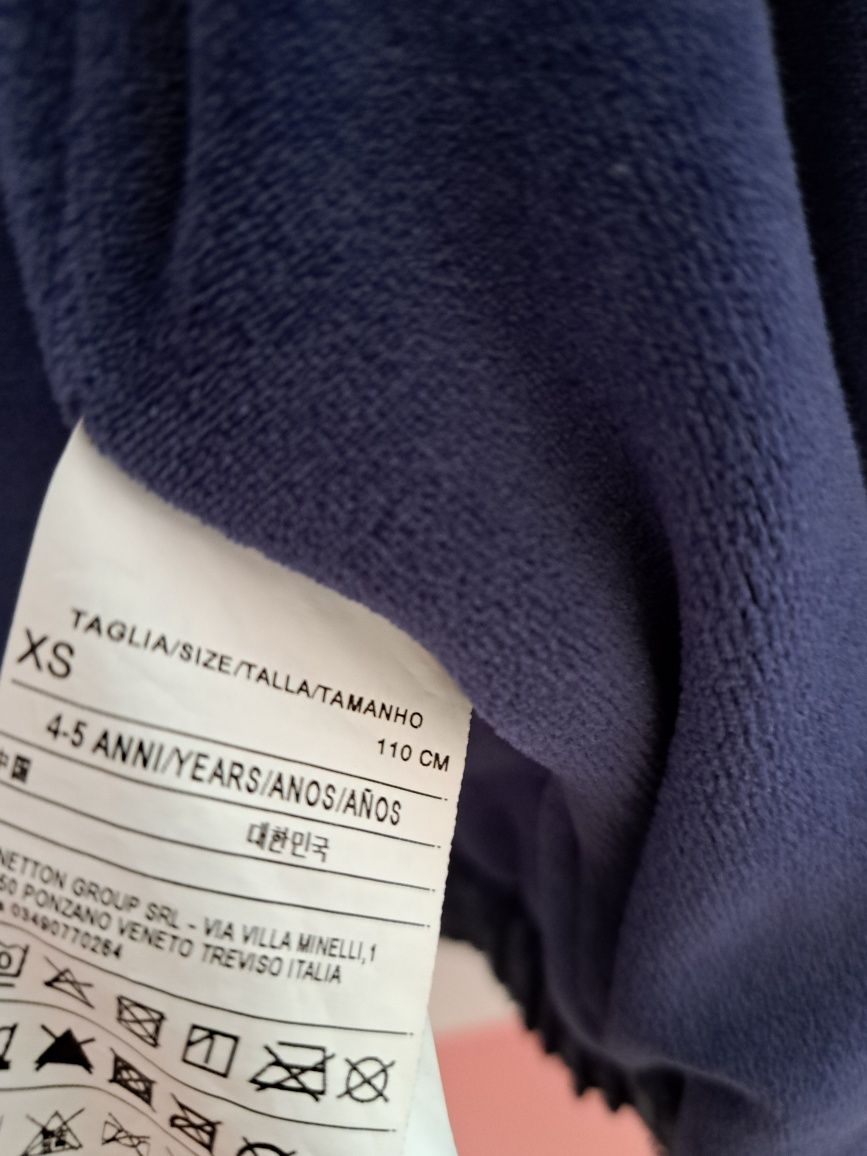 TAGLIA/SIZE/TALLA/TAMANHO
XS
110 CM
4-5 ANNI/YEARS/ANOS/AÑOS
中国
대한민국
NETTON GROUP SRL - VIA VILLA MINELLI,1
50 PONZANO VENETO TREVISO ITALIA
03490770264